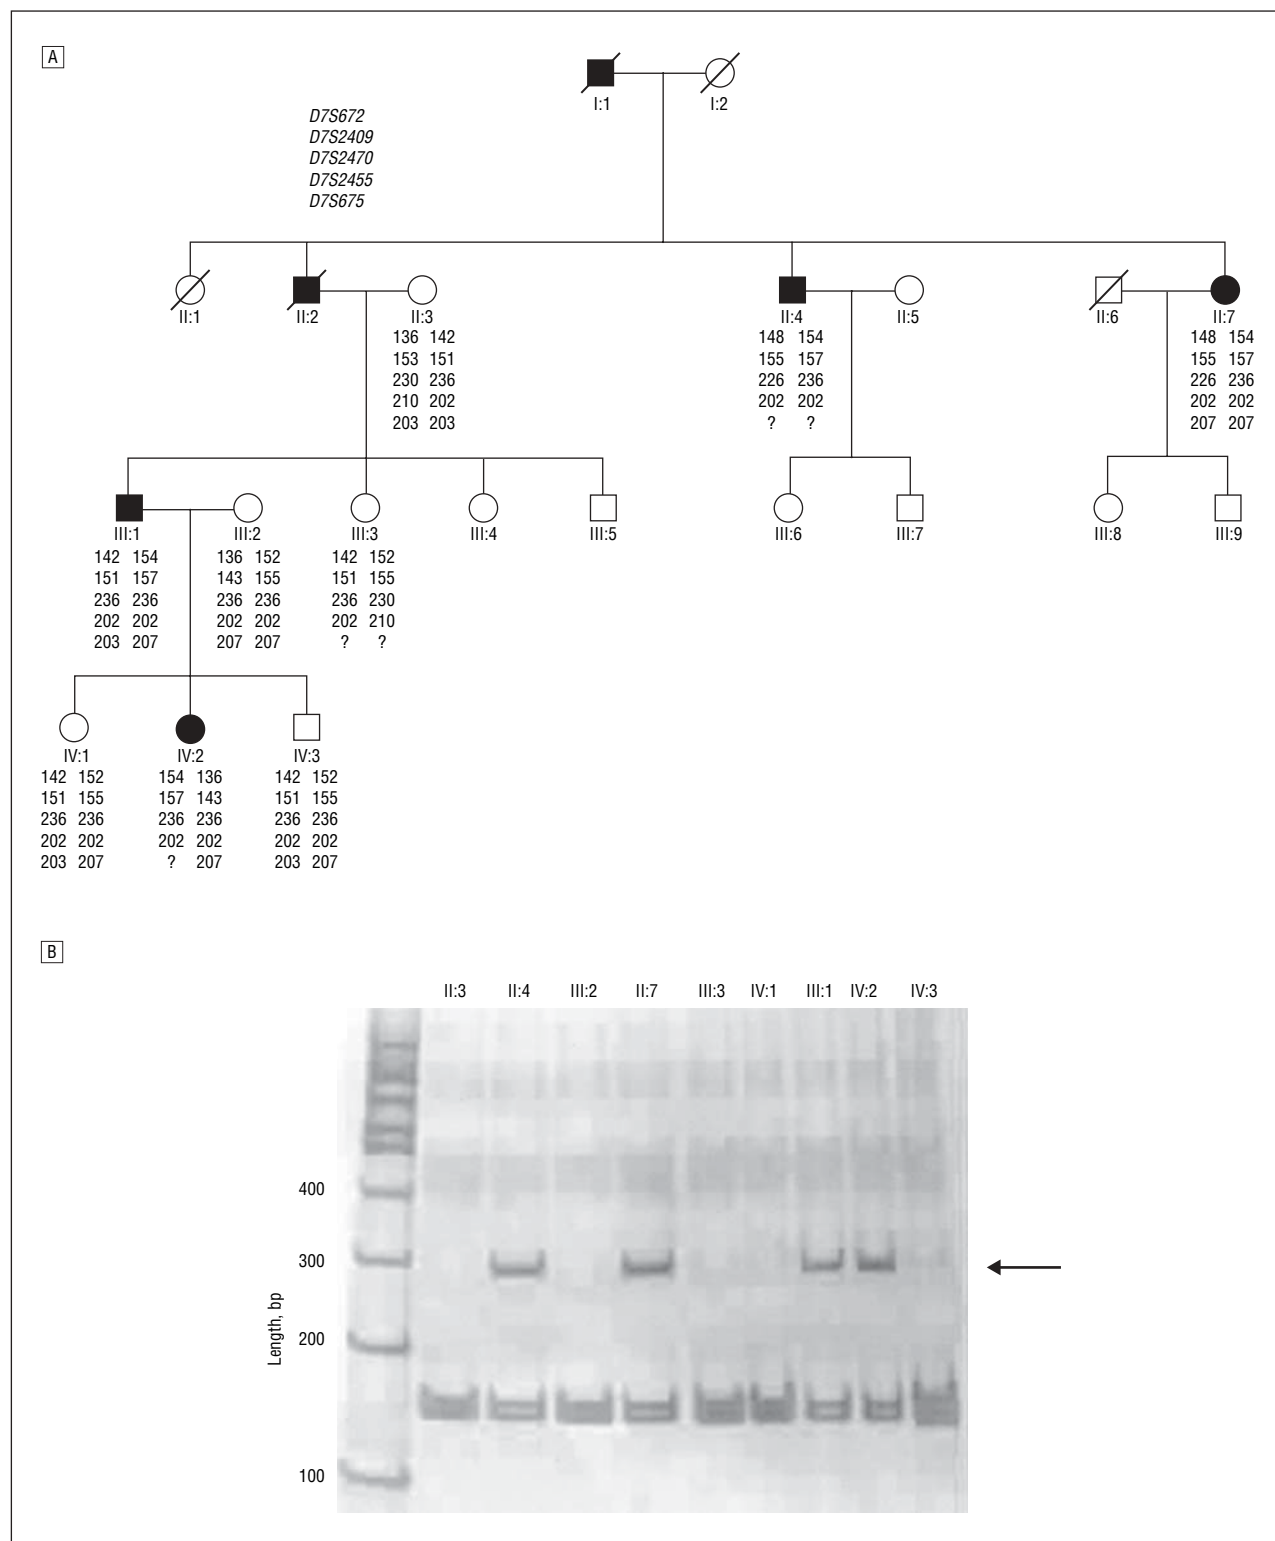 A
I:1 I:2
D7S672
D7S2409
D7S2470
D7S2455
D7S675
II:1 II:2 II:3 II:4 II:5 II:6 II:7
136 142 148 154 148 154
153 151 155 157 155 157
230 236 226 236 226 236
210 202 202 202 202 202
203 203 ? ? 207 207
III:1 III:2 III:3 III:4 III:5 III:6 III:7 III:8 III:9
142 154 136 152 142 152
151 157 143 155 151 155
236 236 236 236 236 230
202 202 202 202 202 210
203 207 207 207 ? ?
IV:1 IV:2 IV:3
142 152 154 136 142 152
151 155 157 143 151 155
236 236 236 236 236 236
202 202 202 202 202 202
203 207 ? 207 203 207
B
II:3 II:4 III:2 II:7 III:3 IV:1 III:1 IV:2 IV:3
400
300
200
100
Length, bp